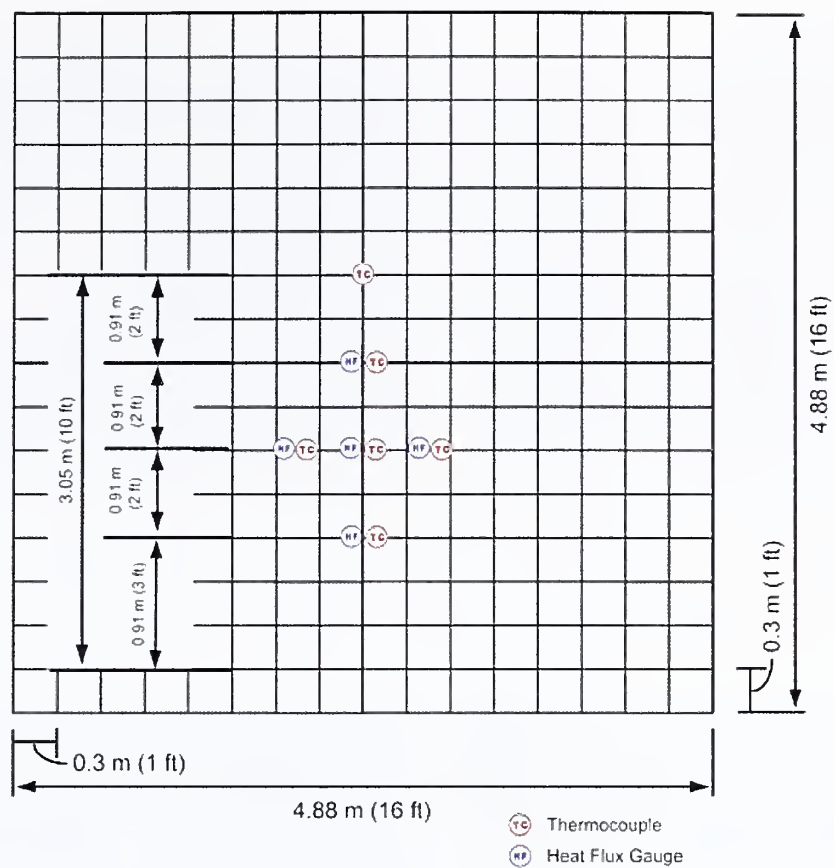 TC
HF TC
HF TC HF TC HF TC
HF TC
0.91 m
(2 ft)
0.91 m
(2 ft)
0.91 m
(2 ft)
0.91 m (3 ft)
3.05 m (10 ft)
4.88 m (16 ft)
0.3 m (1 ft)
0.3 m (1 ft)
4.88 m (16 ft)
TC Thermocouple
HF Heat Flux Gauge